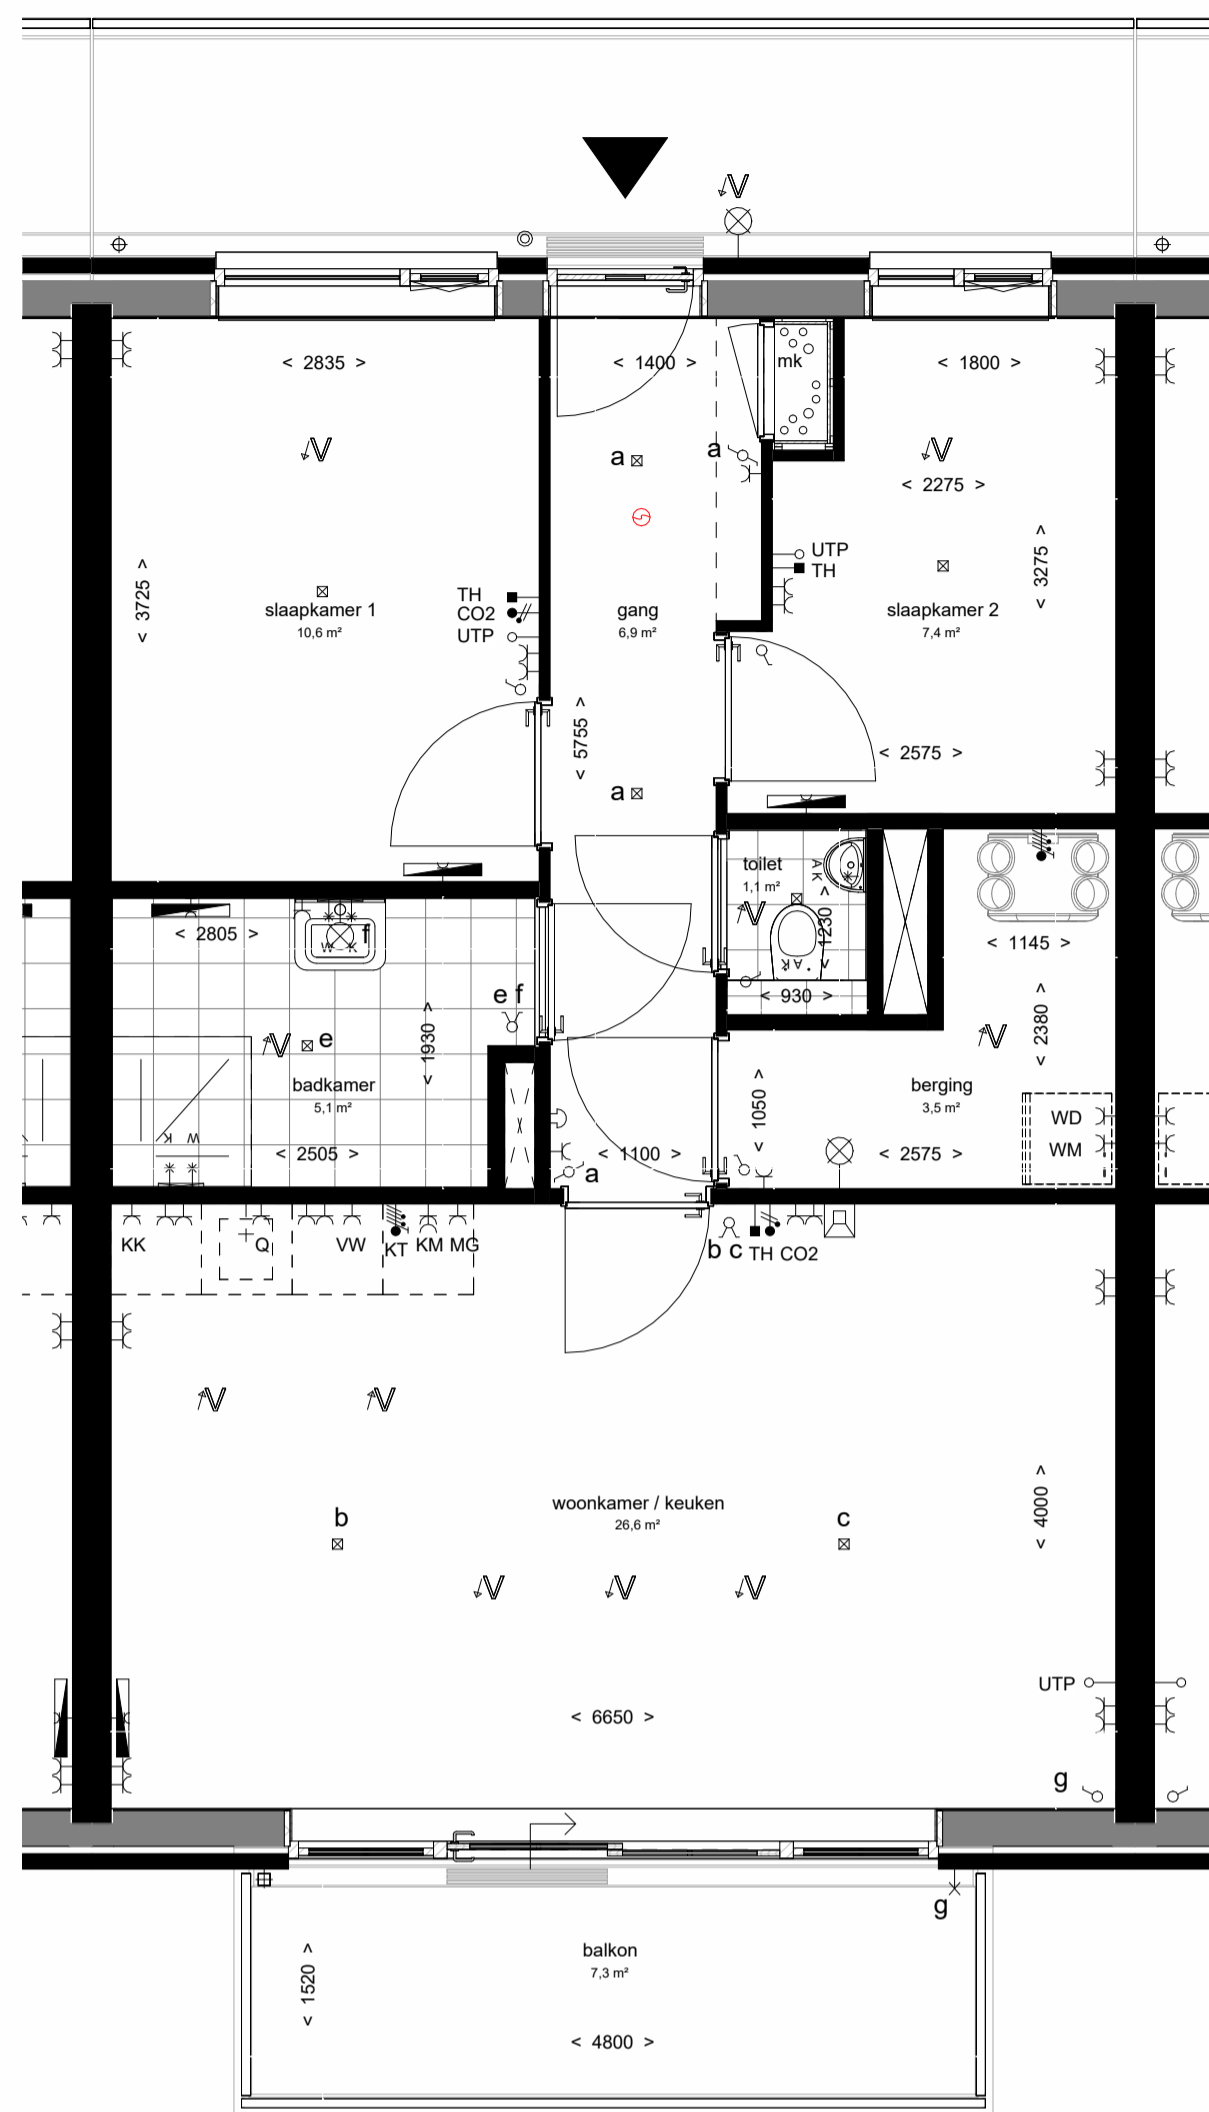 V
< 2835 >
< 1400 >
mk
< 1800 >
V
a
a
V
< 2275 >
< 3725 >
slaapkamer 1
10,6 m²
TH
CO2
UTP
gang
6,9 m²
UTP
TH
slaapkamer 2
7,4 m²
< 3275 >
< 5755 >
a
< 2575 >
toilet
1,1 m²
AK
V
< 1230 >
AK
< 930 >
< 1145 >
< 2805 >
f
W K
e f
V e
< 1930 >
badkamer
5,1 m²
K W
< 2505 >
< 1100 >
a
< 1050 >
V
< 2380 >
berging
3,5 m²
< 2575 >
WD
WM
KK
Q
VW
KT
KM
MG
b c
TH
CO2
V
V
b
woonkamer / keuken
26,6 m²
c
< 4000 >
V
V
V
UTP
< 6650 >
g
g
balkon
7,3 m²
< 1520 >
< 4800 >